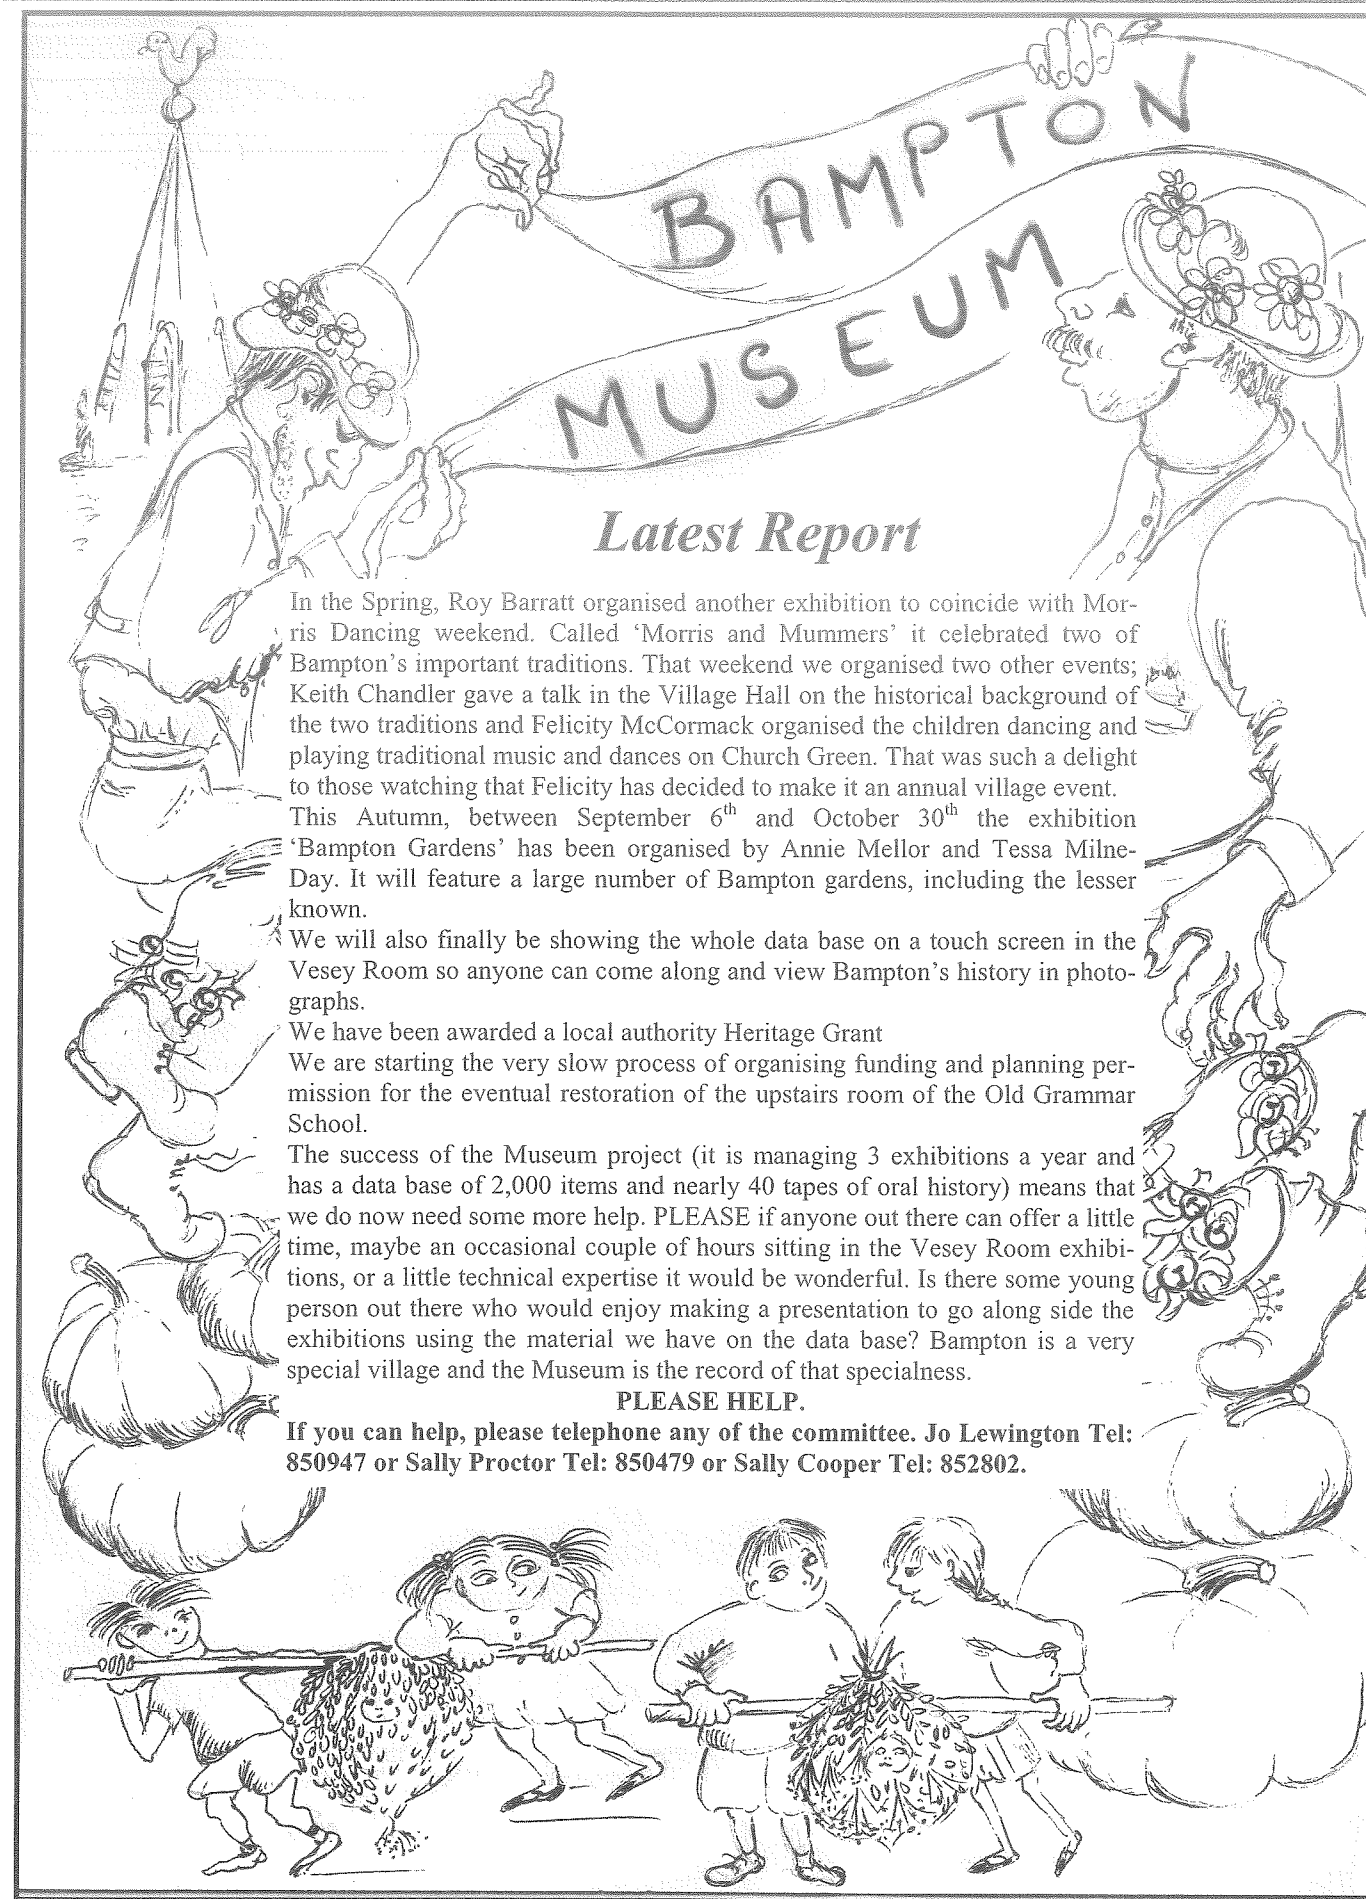 BAMPTON
MUSEUM
Latest Report
In the Spring, Roy Barratt organised another exhibition to coincide with Mor-
ris Dancing weekend. Called ‘Morris and Mummers’ it celebrated two of
Bampton’s important traditions. That weekend we organised two other events;
Keith Chandler gave a talk in the Village Hall on the historical background of
the two traditions and Felicity McCormack organised the children dancing and
playing traditional music and dances on Church Green. That was such a delight
to those watching that Felicity has decided to make it an annual village event.
This Autumn, between September 6th and October 30th the exhibition
‘Bampton Gardens’ has been organised by Annie Mellor and Tessa Milne-
Day. It will feature a large number of Bampton gardens, including the lesser
known.
We will also finally be showing the whole data base on a touch screen in the
Vesey Room so anyone can come along and view Bampton’s history in photo-
graphs.
We have been awarded a local authority Heritage Grant
We are starting the very slow process of organising funding and planning per-
mission for the eventual restoration of the upstairs room of the Old Grammar
School.
The success of the Museum project (it is managing 3 exhibitions a year and
has a data base of 2,000 items and nearly 40 tapes of oral history) means that
we do now need some more help. PLEASE if anyone out there can offer a little
time, maybe an occasional couple of hours sitting in the Vesey Room exhibi-
tions, or a little technical expertise it would be wonderful. Is there some young
person out there who would enjoy making a presentation to go along side the
exhibitions using the material we have on the data base? Bampton is a very
special village and the Museum is the record of that specialness.
PLEASE HELP.
If you can help, please telephone any of the committee. Jo Lewington Tel:
850947 or Sally Proctor Tel: 850479 or Sally Cooper Tel: 852802.